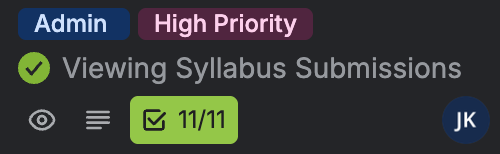 Admin High Priority
Viewing Syllabus Submissions
11/11 JK